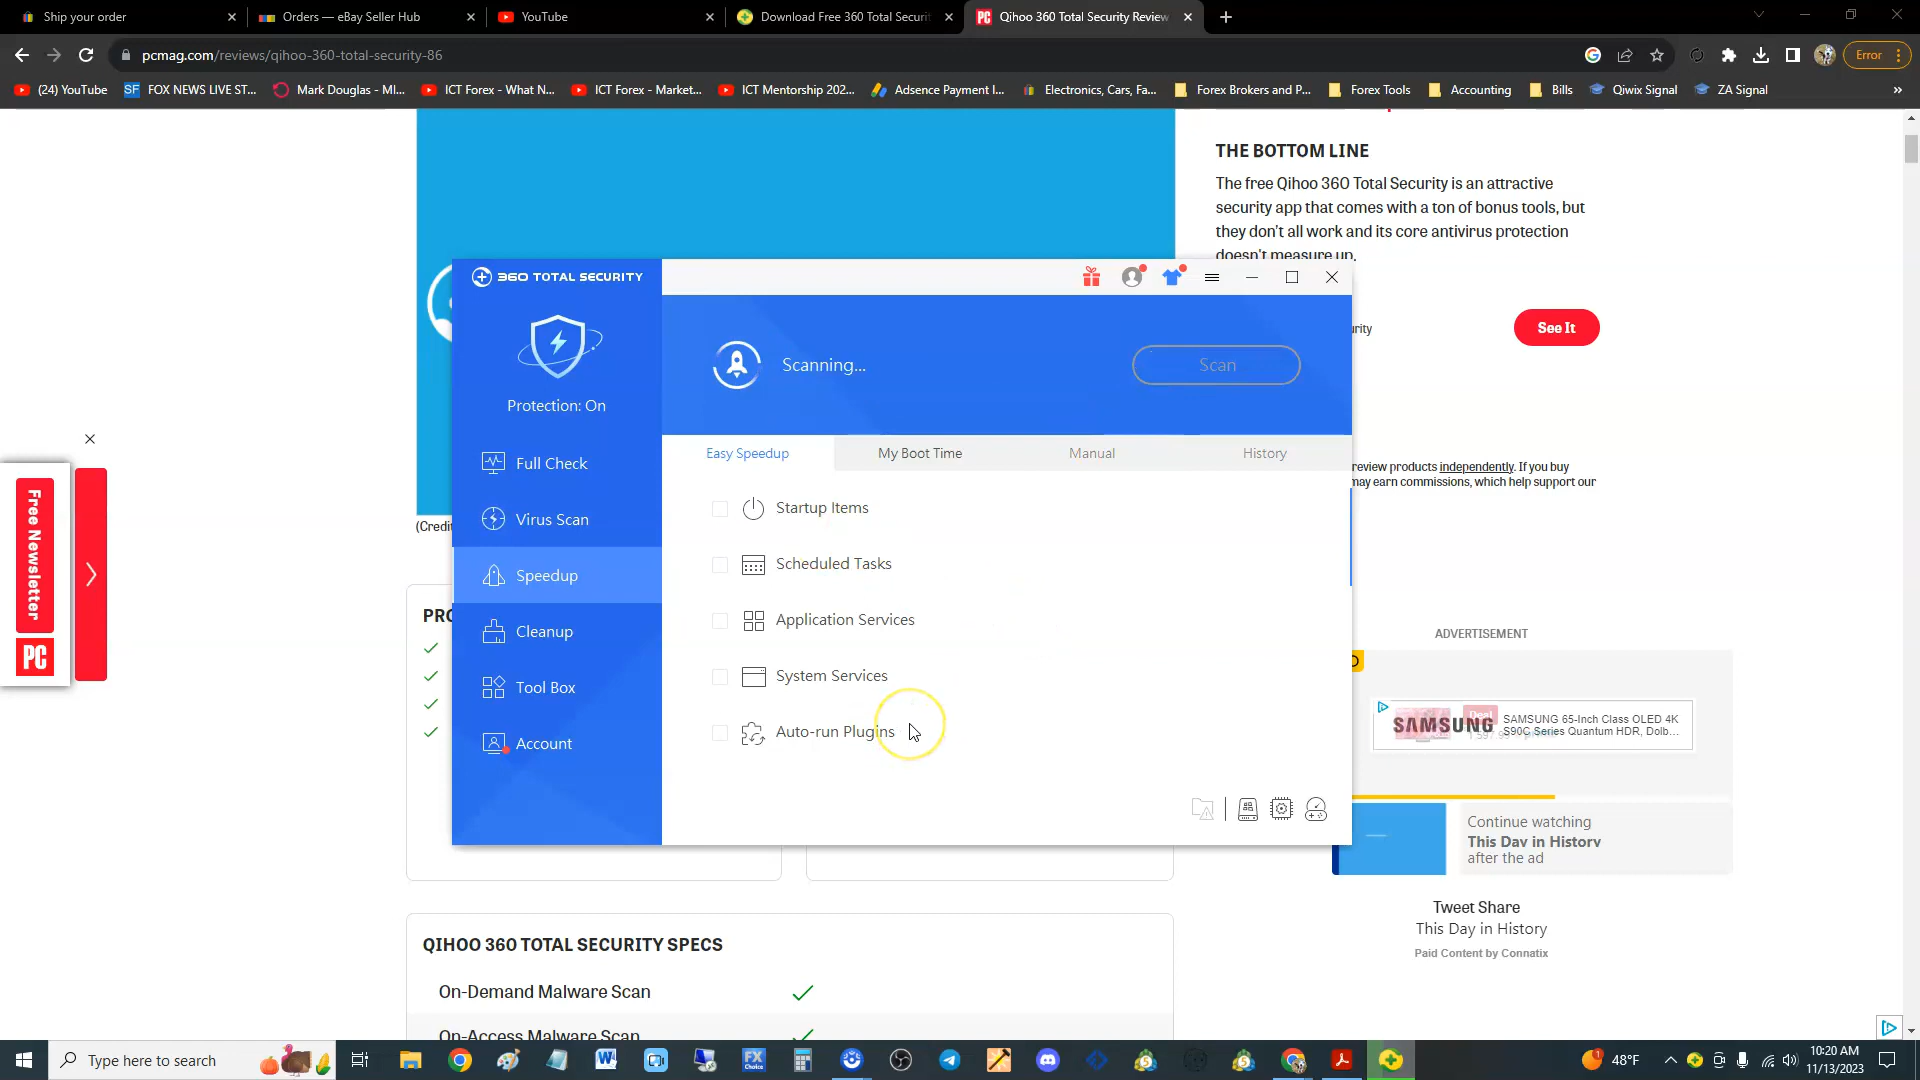 Ship your order
Orders — eBay Seller Hub
YouTube
Download Free 360 Total Securit
Qihoo 360 Total Security Review
pcmag.com/reviews/qihoo-360-total-security-86
Error
(24) YouTube
SF FOX NEWS LIVE ST...
Mark Douglas - MI...
ICT Forex - What N...
ICT Forex - Market...
ICT Mentorship 202...
Adsence Payment I...
Electronics, Cars, Fa...
Forex Brokers and P...
Forex Tools
Accounting
Bills
Qiwix Signal
ZA Signal
»
THE BOTTOM LINE
The free Qihoo 360 Total Security is an attractive
security app that comes with a ton of bonus tools, but
they don't all work and its core antivirus protection
doesn't measure up.
urity
See It
review products independently. If you buy
may earn commissions, which help support our
360 TOTAL SECURITY
Protection: On
Full Check
Virus Scan
Speedup
Cleanup
Tool Box
Account
Scanning...
Scan
Easy Speedup
My Boot Time
Manual
History
Startup Items
Scheduled Tasks
Application Services
System Services
Auto-run Plugins
Free Newsletter
PC
(Credi
PRO
QIHOO 360 TOTAL SECURITY SPECS
On-Demand Malware Scan
On-Access Malware Scan
ADVERTISEMENT
SAMSUNG
Deal
SAMSUNG 65-Inch Class OLED 4K
S90C Series Quantum HDR, Dolb...
Continue watching
This Day in History
after the ad
Tweet Share
This Day in History
Paid Content by Connatix
Type here to search
FX
Choice
48°F
10:20 AM
11/13/2023